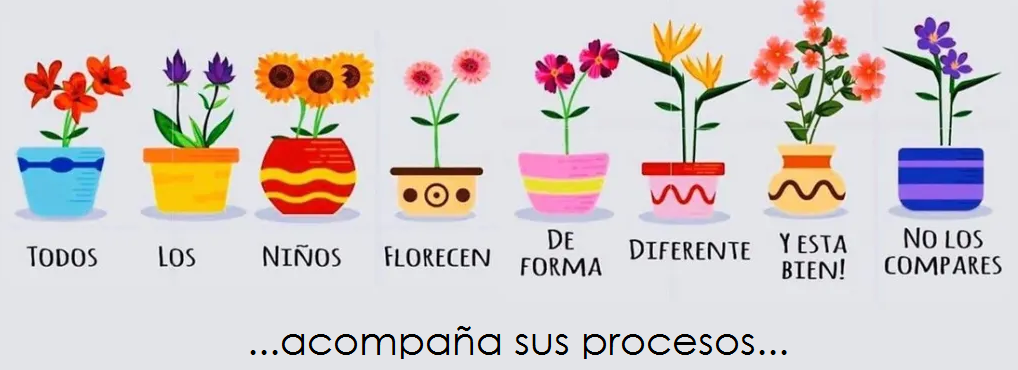 TODOS
LOS
NIÑOS
FLORECEN
DE
FORMA
DIFERENTE
Y ESTA
BIEN!
NO LOS
COMPARES
...acompaña sus procesos...